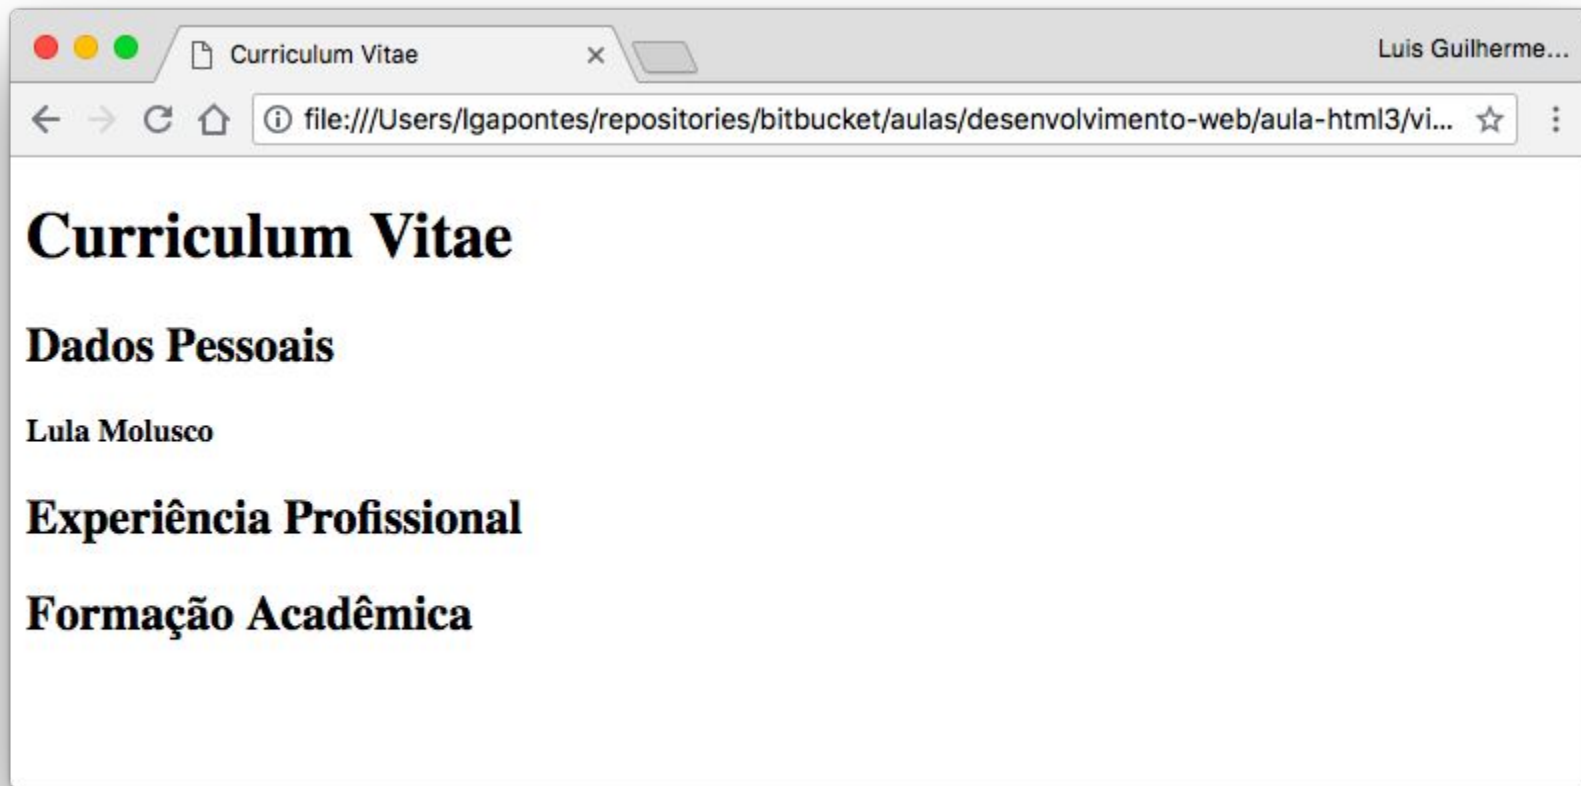 Curriculum Vitae
Luis Guilherme...
file:///Users/lgapontes/repositories/bitbucket/aulas/desenvolvimento-web/aula-html3/vi...
Curriculum Vitae
Dados Pessoais
Lula Molusco
Experiência Profissional
Formação Acadêmica